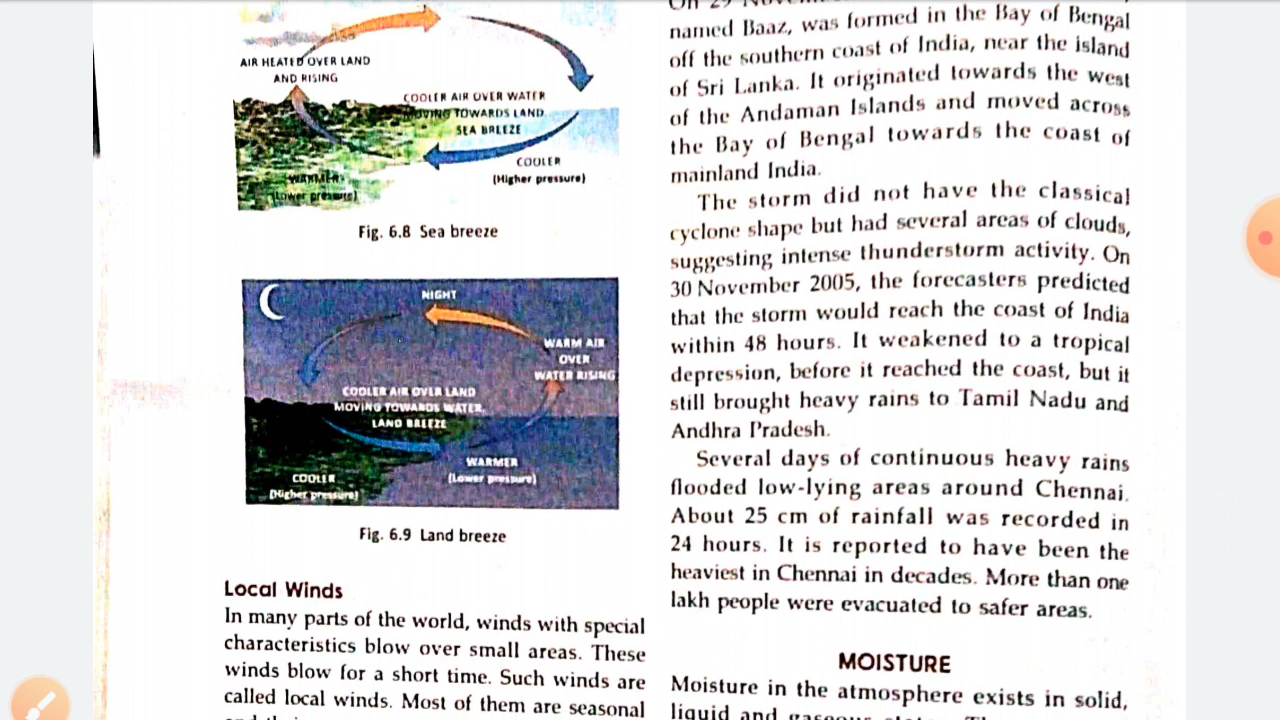 AIR HEATED OVER LAND
AND RISING
COOLER AIR OVER WATER
MOVING TOWARDS LAND
SEA BREEZE
COOLER
(Higher pressure)
WARMER
(Lower pressure)
Fig. 6.8 Sea breeze
NIGHT
WARM AIR
OVER
WATER RISING
COOLER AIR OVER LAND
MOVING TOWARDS WATER,
LAND BREEZE
WARMER
(Lower pressure)
COOLER
(Higher pressure)
Fig. 6.9 Land breeze
Local Winds
In many parts of the world, winds with special
characteristics blow over small areas. These
winds blow for a short time. Such winds are
called local winds. Most of them are seasonal
On 29
named Baaz, was formed in the Bay of Bengal
off the southern coast of India, near the island
of Sri Lanka. It originated towards the west
of the Andaman Islands and moved across
the Bay of Bengal towards the coast of
mainland India.
The storm did not have the classical
cyclone shape but had several areas of clouds,
suggesting intense thunderstorm activity. On
30 November 2005, the forecasters predicted
that the storm would reach the coast of India
within 48 hours. It weakened to a tropical
depression, before it reached the coast, but it
still brought heavy rains to Tamil Nadu and
Andhra Pradesh.
Several days of continuous heavy rains
flooded low-lying areas around Chennai.
About 25 cm of rainfall was recorded in
24 hours. It is reported to have been the
heaviest in Chennai in decades. More than one
lakh people were evacuated to safer areas.
MOISTURE
Moisture in the atmosphere exists in solid,
liquid and gaseous